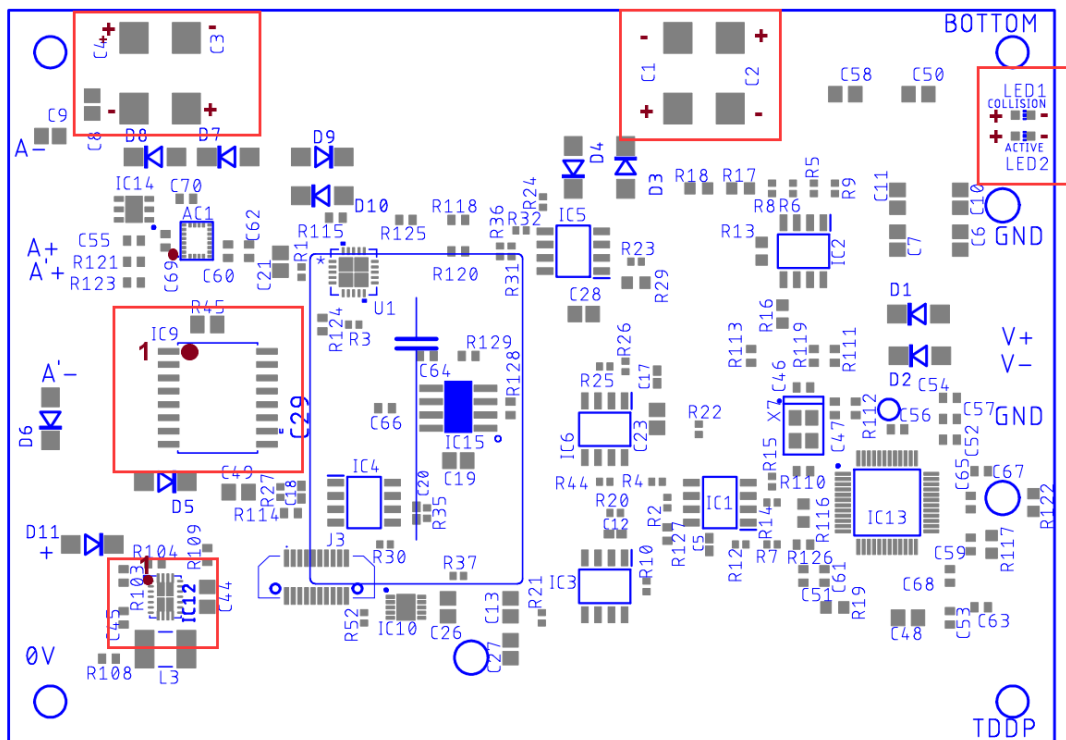 BOTTOM
+ C4 + - C3
- C1 + C2
C58 C50
LED1
COLLISION
+ -
+ -
ACTIVE
LED2
C9 C8 - +
+ -
A- D8 D7 D9 D4 D3
IC14 C70 D10 R24 R18 R17 R5 R8 R6 R9 C11 C10
AC1 R115 R125 R118 R36 R32 IC5
A+ C55 C62 R13 IC2 C7 C6 GND
R121 C69 C60 C21 R1 R120 R31 R23
A'+ R123 * U1 R29
R45 R124 R3 C28 R16 D1
IC9 1 C64 R129 R128 R26 R113 R119 R111 V+
A'- R25 C17 C46 D2 V-
C54
D6 C29 C66 IC15 IC6 C23 R22 X7 C47 R112 C56 C57 GND
C52
D5 C49 R27 C18 IC4 C20 C19 R44 R4 R15 R110 C65 C67
R114 R35 R20 R2 IC1 R14 R116 IC13 R122
D11 + R109 J3 R30 C12 R127 C5 R12 R7 R126 C59 R117
1 R104
R103 IC12 C44 R37 IC3 R10 C61 C68
C45 R52 IC10 C26 C13 R21 C51 R19 C48 C53 C63
0V R108 L3 C27
TDDP